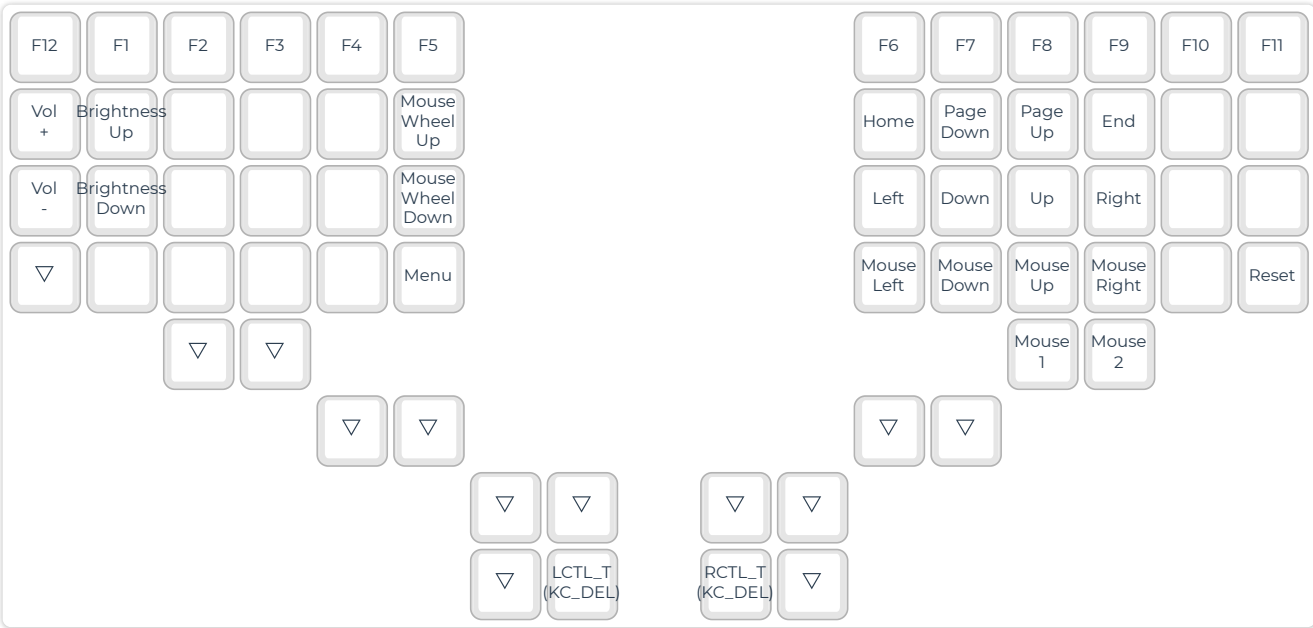 F12 F1 F2 F3 F4 F5 F6 F7 F8 F9 F10 F11
Vol
+
Brightness
Up
Mouse
Wheel
Up
Home
Page
Down
Page
Up
End
Vol
-
Brightness
Down
Mouse
Wheel
Down
Left
Down
Up
Right
▽
Menu
Mouse
Left
Mouse
Down
Mouse
Up
Mouse
Right
Reset
▽ ▽
Mouse
1
Mouse
2
▽ ▽ ▽ ▽
▽ ▽ ▽ ▽
▽
LCTL_T
(KC_DEL)
RCTL_T
(KC_DEL)
▽